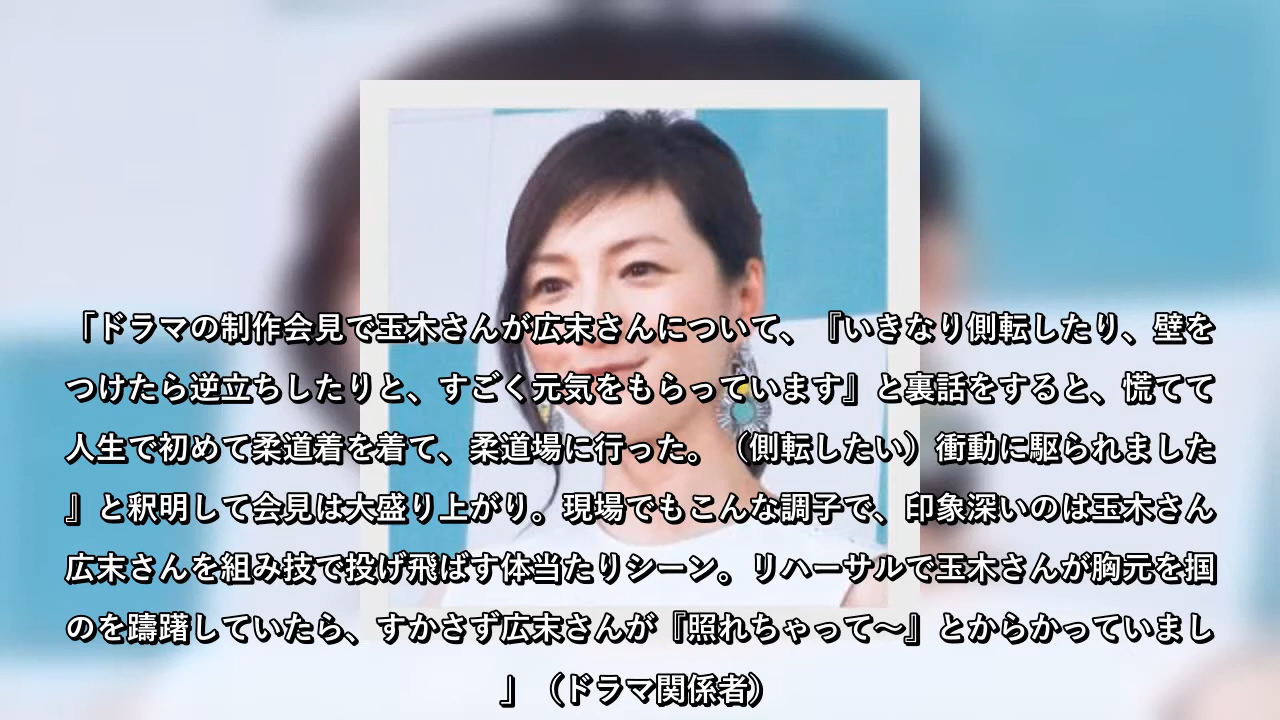 「ドラマの制作会見で玉木さんが広末さんについて、『いきなり側転したり、壁を
つけたら逆立ちしたりと、すごく元気をもらっています』と裏話をすると、慌てて
人生で初めて柔道着を着て、柔道場に行った。（側転したい）衝動に駆られました
』と釈明して会見は大盛り上がり。現場でもこんな調子で、印象深いのは玉木さん
広末さんを組み技で投げ飛ばす体当たりシーン。リハーサルで玉木さんが胸元を掴
のを躊躇していたら、すかさず広末さんが『照れちゃって～』とからかっていまし
」（ドラマ関係者）